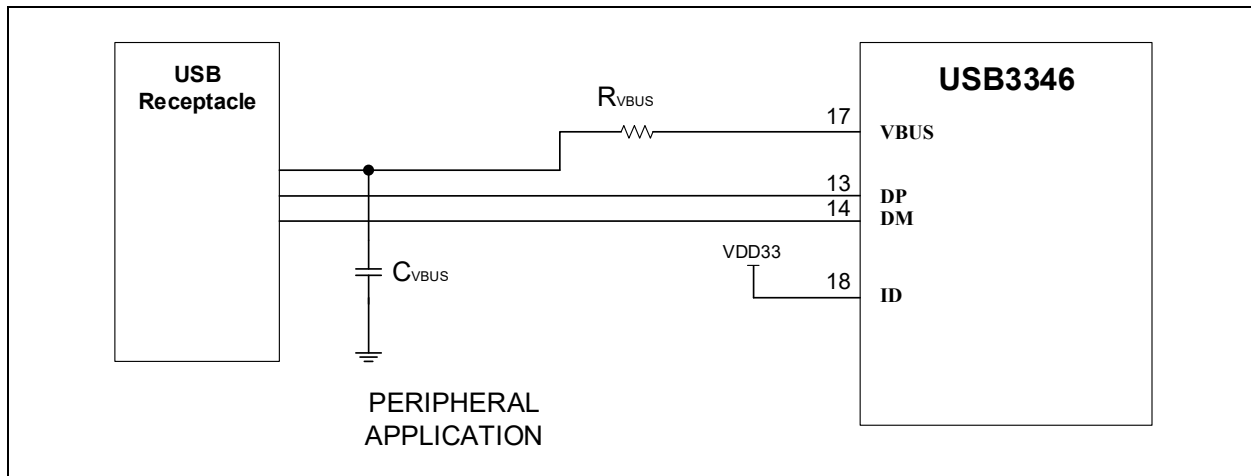 USB
Receptacle
USB3346
RVBUS
17
VBUS
13
DP
14
DM
VDD33
18
ID
CVBUS
PERIPHERAL
APPLICATION